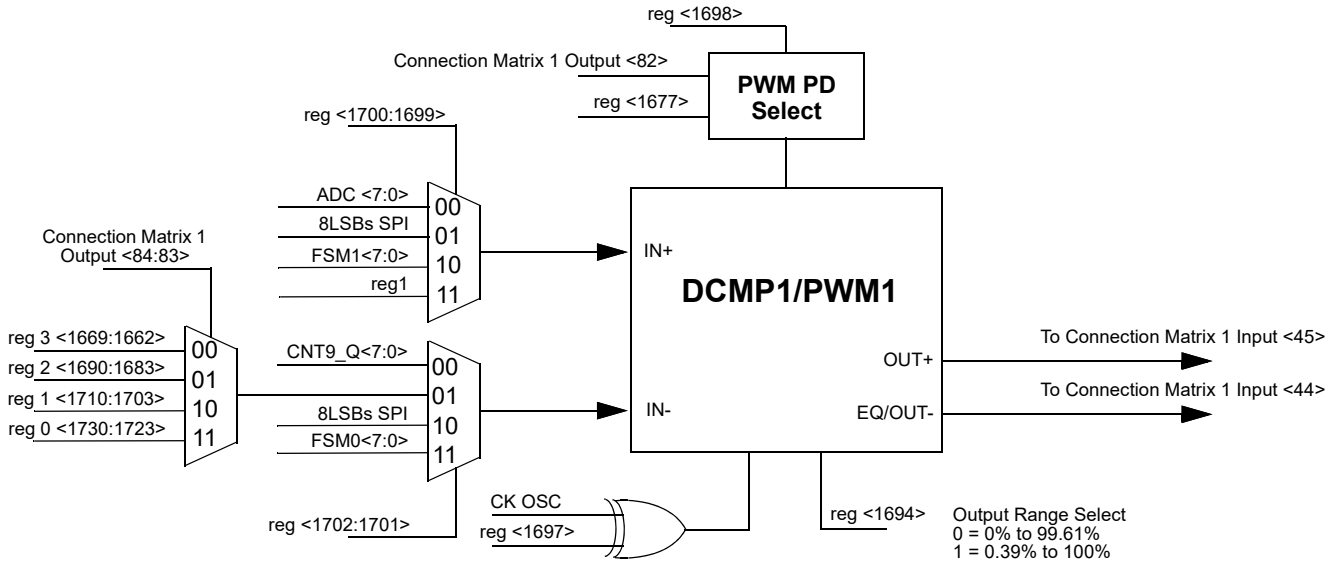 reg <1698>
Connection Matrix 1 Output <82>
PWM PD
Select
reg <1677>
reg <1700:1699>
ADC <7:0>
00
8LSBs SPI
01
FSM1<7:0>
10
reg1
11
IN+
DCMP1/PWM1
Connection Matrix 1
Output <84:83>
reg 3 <1669:1662>
00
reg 2 <1690:1683>
01
reg 1 <1710:1703>
10
reg 0 <1730:1723>
11
CNT9_Q<7:0>
00
01
8LSBs SPI
10
FSM0<7:0>
11
IN-
OUT+
To Connection Matrix 1 Input <45>
EQ/OUT-
To Connection Matrix 1 Input <44>
reg <1702:1701>
CK OSC
reg <1697>
reg <1694>
Output Range Select
0 = 0% to 99.61%
1 = 0.39% to 100%